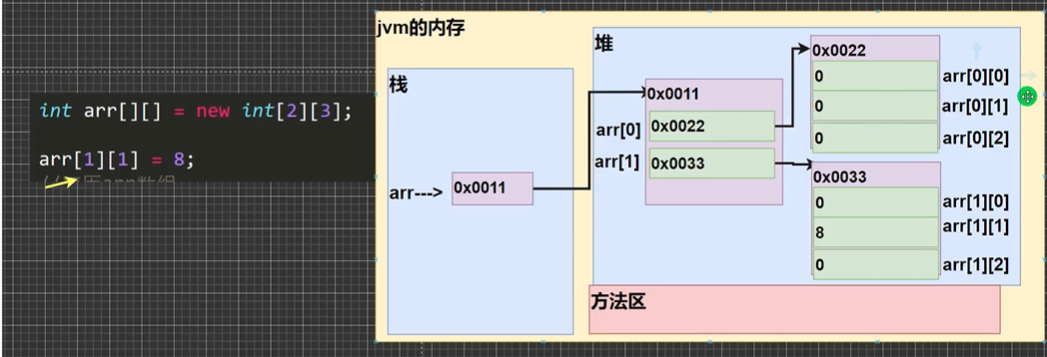 int arr[][] = new int[2][3];
arr[1][1] = 8;
jvm的内存
栈
arr---> 0x0011
堆
0x0011
arr[0] 0x0022
arr[1] 0x0033
0x0022
0 arr[0][0]
0 arr[0][1]
0 arr[0][2]
0x0033
0 arr[1][0]
8 arr[1][1]
0 arr[1][2]
方法区